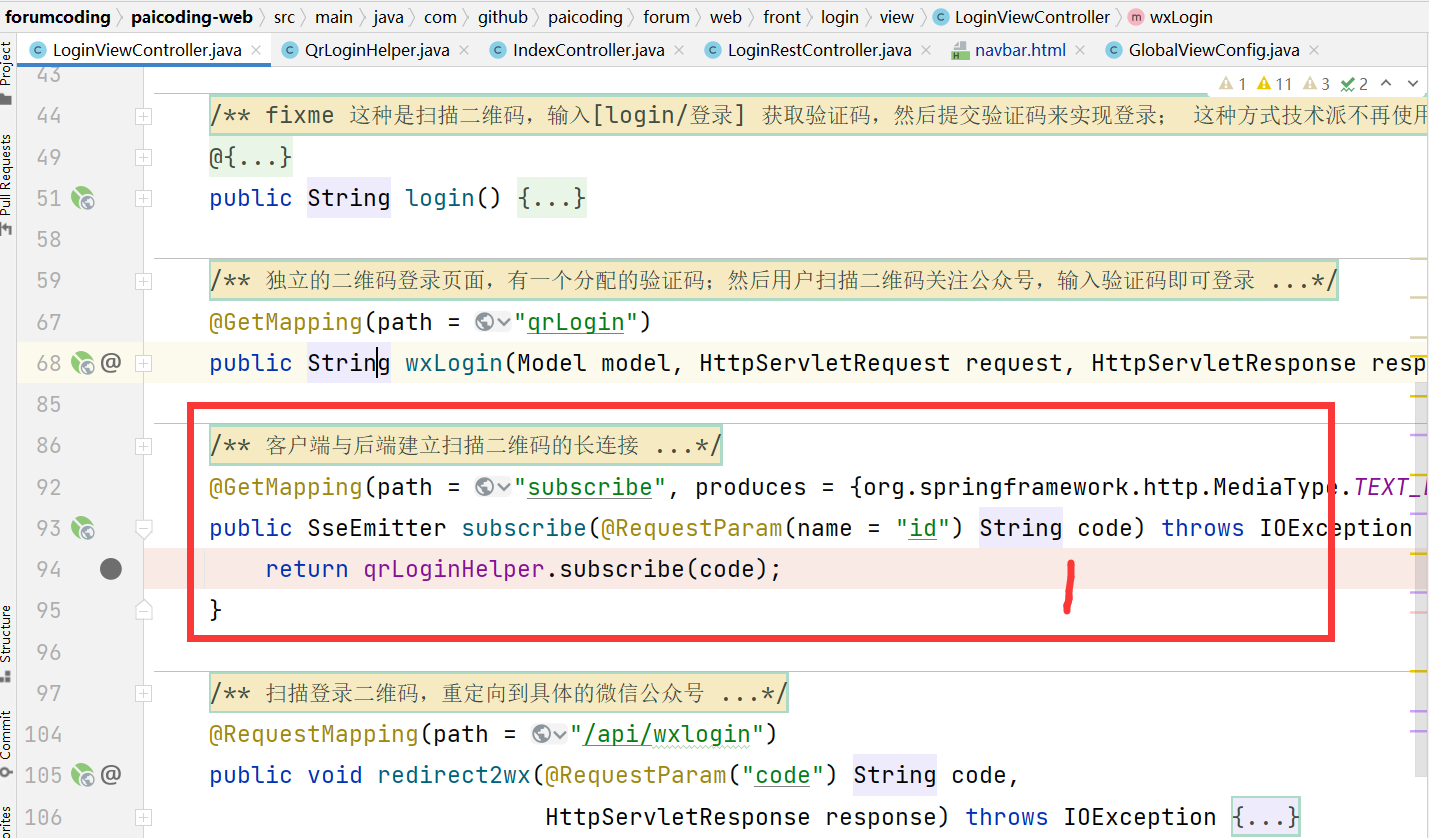 forumcoding paicoding-web src main java com github paicoding forum web front login view LoginViewController wxLogin
LoginViewController.java QrLoginHelper.java IndexController.java LoginRestController.java navbar.html GlobalViewConfig.java
Project
Pull Requests
Structure
Commit
43
1 11 3 2
44 /** fixme 这种是扫描二维码，输入[login/登录] 获取验证码，然后提交验证码来实现登录； 这种方式技术派不再使用
49 @{...}
51 public String login() {...}
58
59 /** 独立的二维码登录页面，有一个分配的验证码；然后用户扫描二维码关注公众号，输入验证码即可登录 ...*/
67 @GetMapping(path = "qrLogin")
68 @ public String wxLogin(Model model, HttpServletRequest request, HttpServletResponse resp
85
86 /** 客户端与后端建立扫描二维码的长连接 ...*/
92 @GetMapping(path = "subscribe", produces = {org.springframework.http.MediaType.TEXT_
93 public SseEmitter subscribe(@RequestParam(name = "id") String code) throws IOException
94 return qrLoginHelper.subscribe(code);
95 }
96
97 /** 扫描登录二维码，重定向到具体的微信公众号 ...*/
104 @RequestMapping(path = "/api/wxlogin")
105 @ public void redirect2wx(@RequestParam("code") String code,
106 HttpServletResponse response) throws IOException {...}